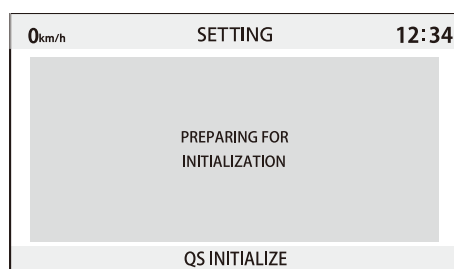 0km/h SETTING 12:34
PREPARING FOR
INITIALIZATION
QS INITIALIZE